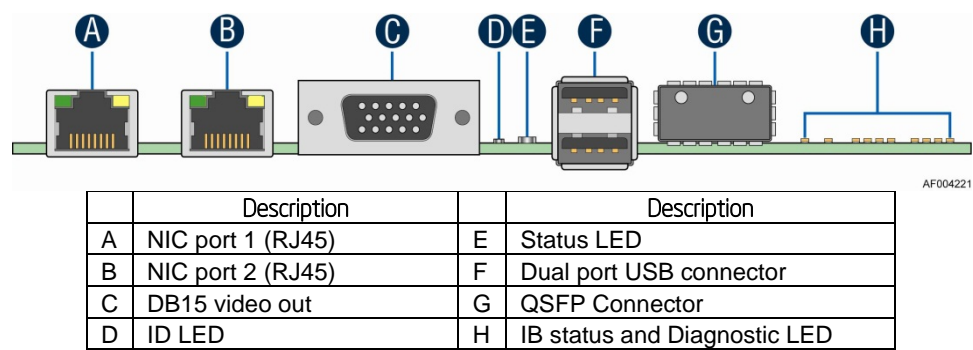 A B C D E F G H
AF004221
Description Description
A NIC port 1 (RJ45) E Status LED
B NIC port 2 (RJ45) F Dual port USB connector
C DB15 video out G QSFP Connector
D ID LED H IB status and Diagnostic LED